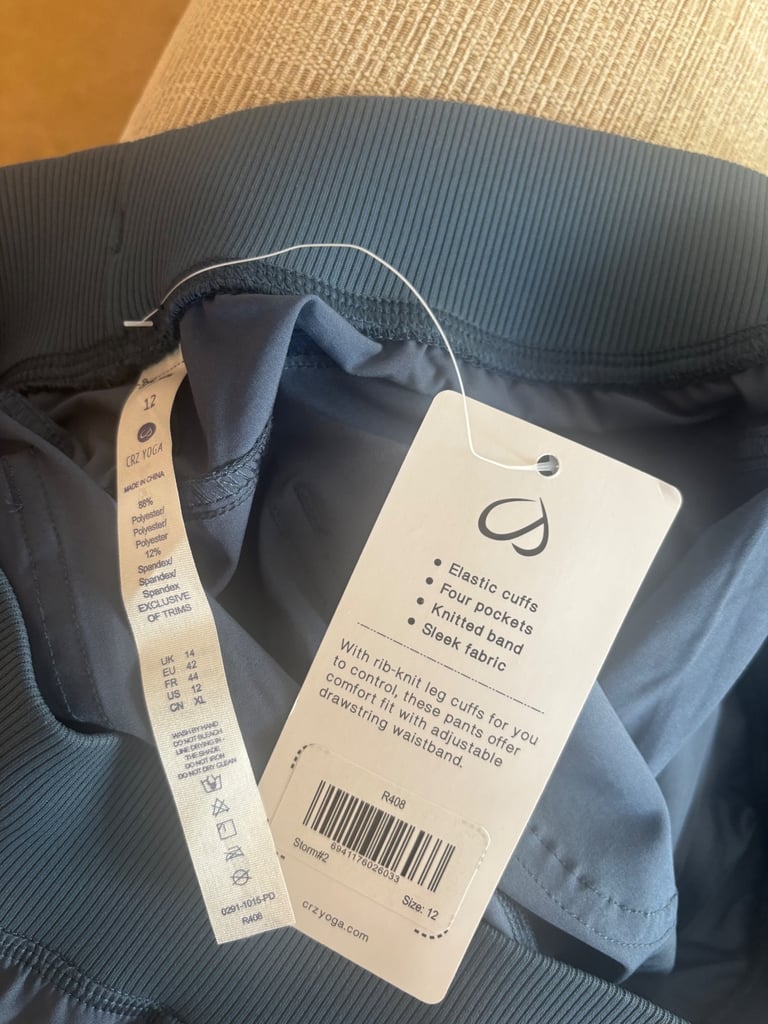 12
CRZ YOGA
MADE IN CHINA
88%
Polyester/
Polyester/
Polyester
12%
Spandex/
Spandex/
Spandex
EXCLUSIVE
OF TRIMS
UK 14
EU 42
FR 44
US 12
CN XL
WASH BY HAND
DO NOT BLEACH
LINE DRYING IN
THE SHADE
DO NOT IRON
DO NOT DRY CLEAN
0291-1015-PD
R408
• Elastic cuffs
• Four pockets
• Knitted band
• Sleek fabric
With rib-knit leg cuffs for you
to control, these pants offer
comfort fit with adjustable
drawstring waistband.
R408
6941176026033
Storm#2
Size: 12
crzyoga.com